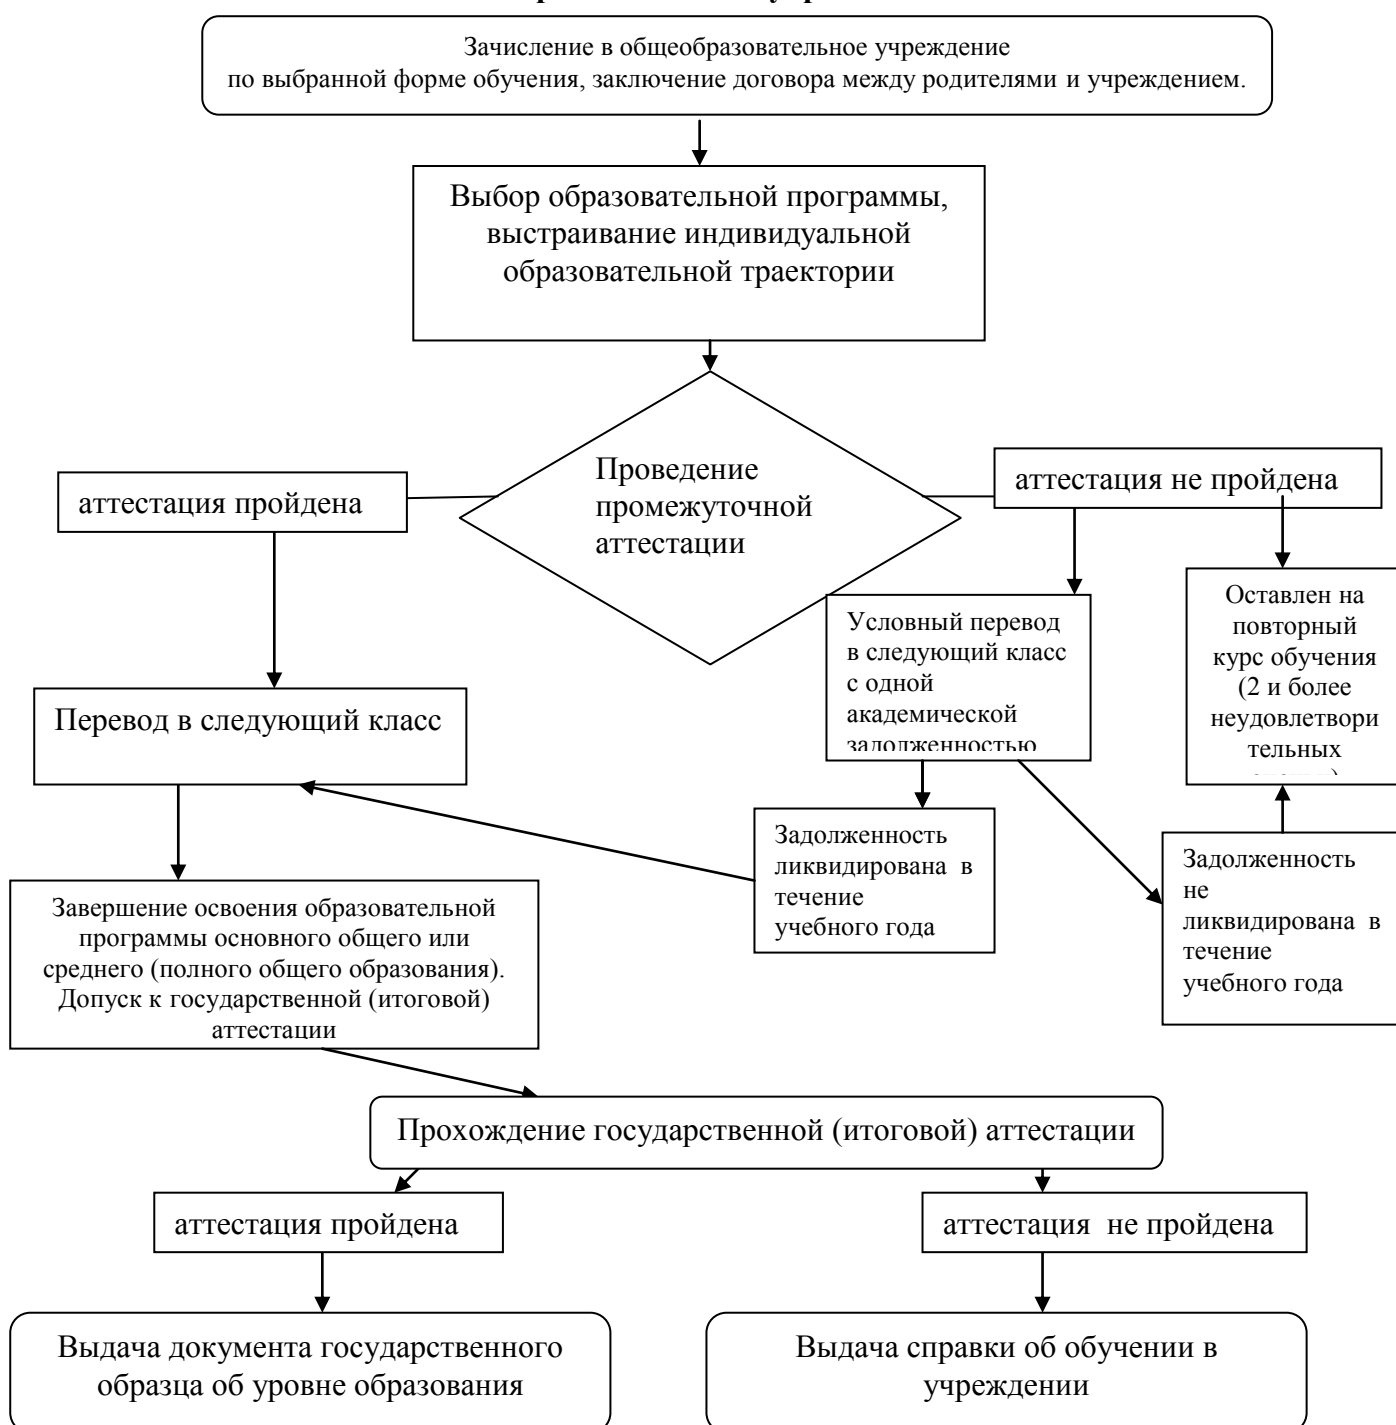 Зачисление в общеобразовательное учреждение
по выбранной форме обучения, заключение договора между родителями и учреждением.
Выбор образовательной программы,
выстраивание индивидуальной
образовательной траектории
Проведение
промежуточной
аттестации
аттестация пройдена
аттестация не пройдена
Условный перевод
в следующий класс
с одной
академической
задолженностью
Оставлен на
повторный
курс обучения
(2 и более
неудовлетвори
тельных
Перевод в следующий класс
Задолженность
ликвидирована в
течение
учебного года
Задолженность
не
ликвидирована в
течение
учебного года
Завершение освоения образовательной
программы основного общего или
среднего (полного общего образования).
Допуск к государственной (итоговой)
аттестации
Прохождение государственной (итоговой) аттестации
аттестация пройдена
аттестация не пройдена
Выдача документа государственного
образца об уровне образования
Выдача справки об обучении в
учреждении